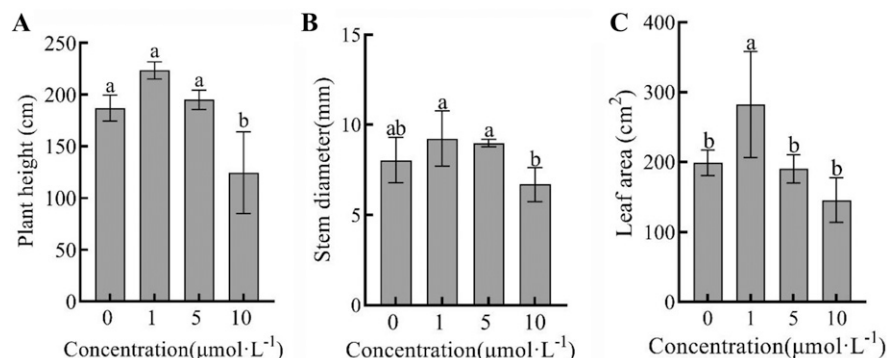 A
Plant height (cm)
250
200
150
100
50
0
a
a
a
b
0 1 5 10
Concentration(μmol·L⁻¹)
B
Stem diameter(mm)
15
10
5
0
ab
a
a
b
0 1 5 10
Concentration(μmol·L⁻¹)
C
Leaf area (cm²)
400
300
200
100
0
b
a
b
b
0 1 5 10
Concentration(μmol·L⁻¹)